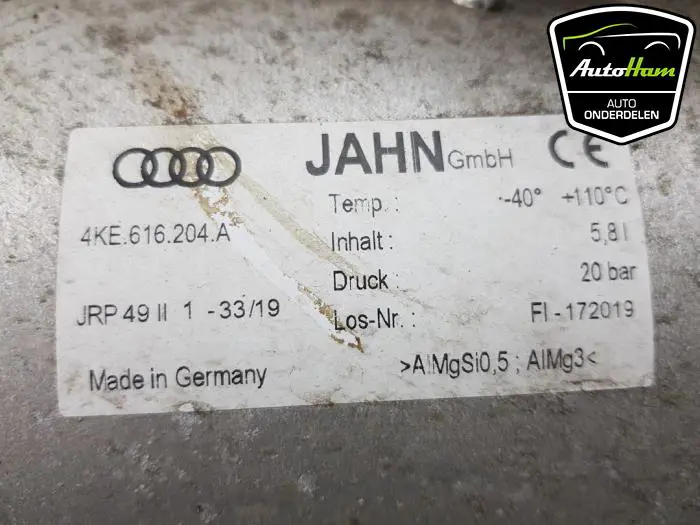 AutoHam
AUTO
ONDERDELEN
JAHN GmbH CE
4KE.616.204.A
JRP 49 II 1 - 33/19
Made in Germany
Temp.: -40° +110°C
Inhalt: 5,8 l
Druck: 20 bar
Los-Nr.: FI - 172019
>AlMgSi0,5 ; AlMg3<